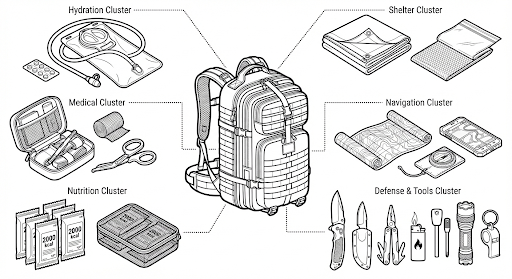 Hydration Cluster
Shelter Cluster
Medical Cluster
Navigation Cluster
Nutrition Cluster
Defense & Tools Cluster
2000
kcal
2000
kcal